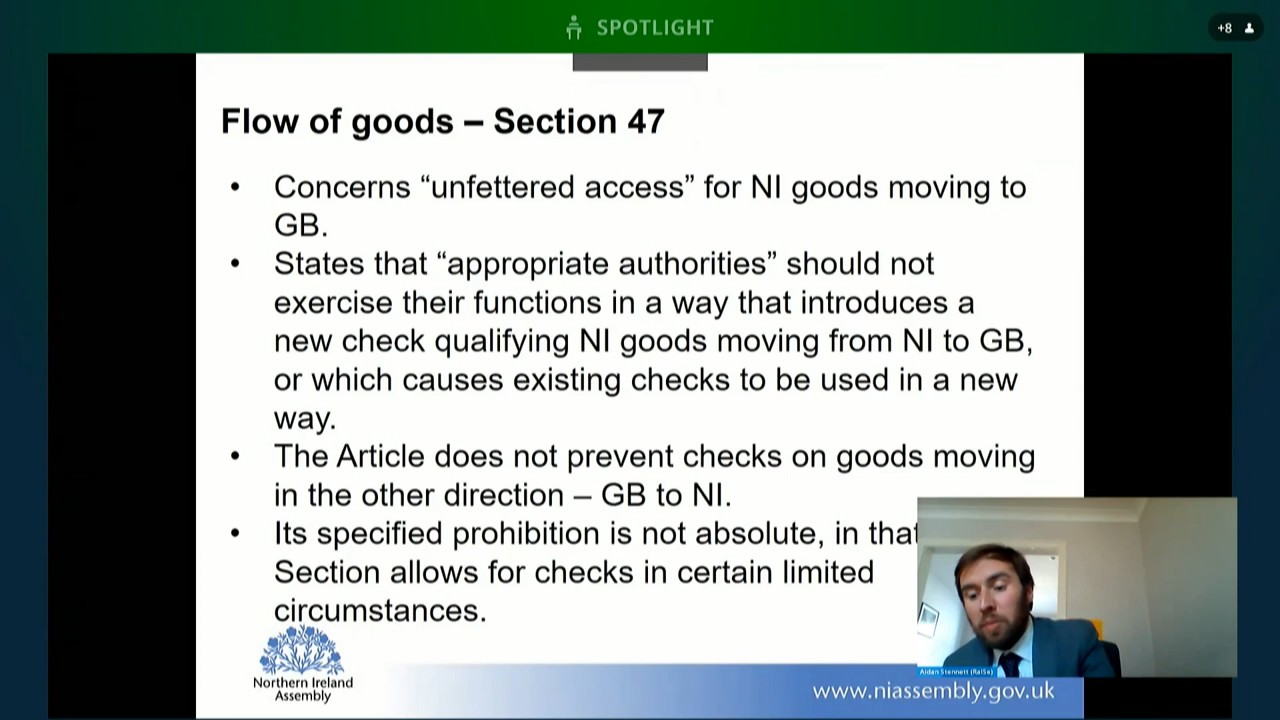 SPOTLIGHT
+8
Flow of goods – Section 47
• Concerns “unfettered access” for NI goods moving to
GB.
• States that “appropriate authorities” should not
exercise their functions in a way that introduces a
new check qualifying NI goods moving from NI to GB,
or which causes existing checks to be used in a new
way.
• The Article does not prevent checks on goods moving
in the other direction – GB to NI.
• Its specified prohibition is not absolute, in that
Section allows for checks in certain limited
circumstances.
Northern Ireland
Assembly
Aidan Stennett (RaISe)
www.niassembly.gov.uk